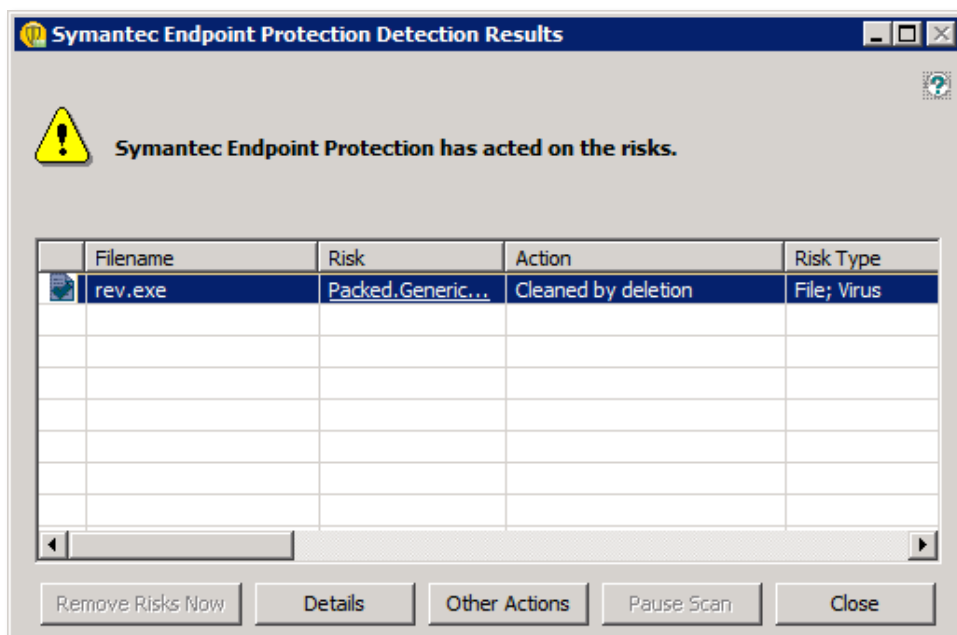 Symantec Endpoint Protection Detection Results
?
Symantec Endpoint Protection has acted on the risks.
Filename Risk Action Risk Type
rev.exe Packed.Generic... Cleaned by deletion File; Virus
Remove Risks Now Details Other Actions Pause Scan Close